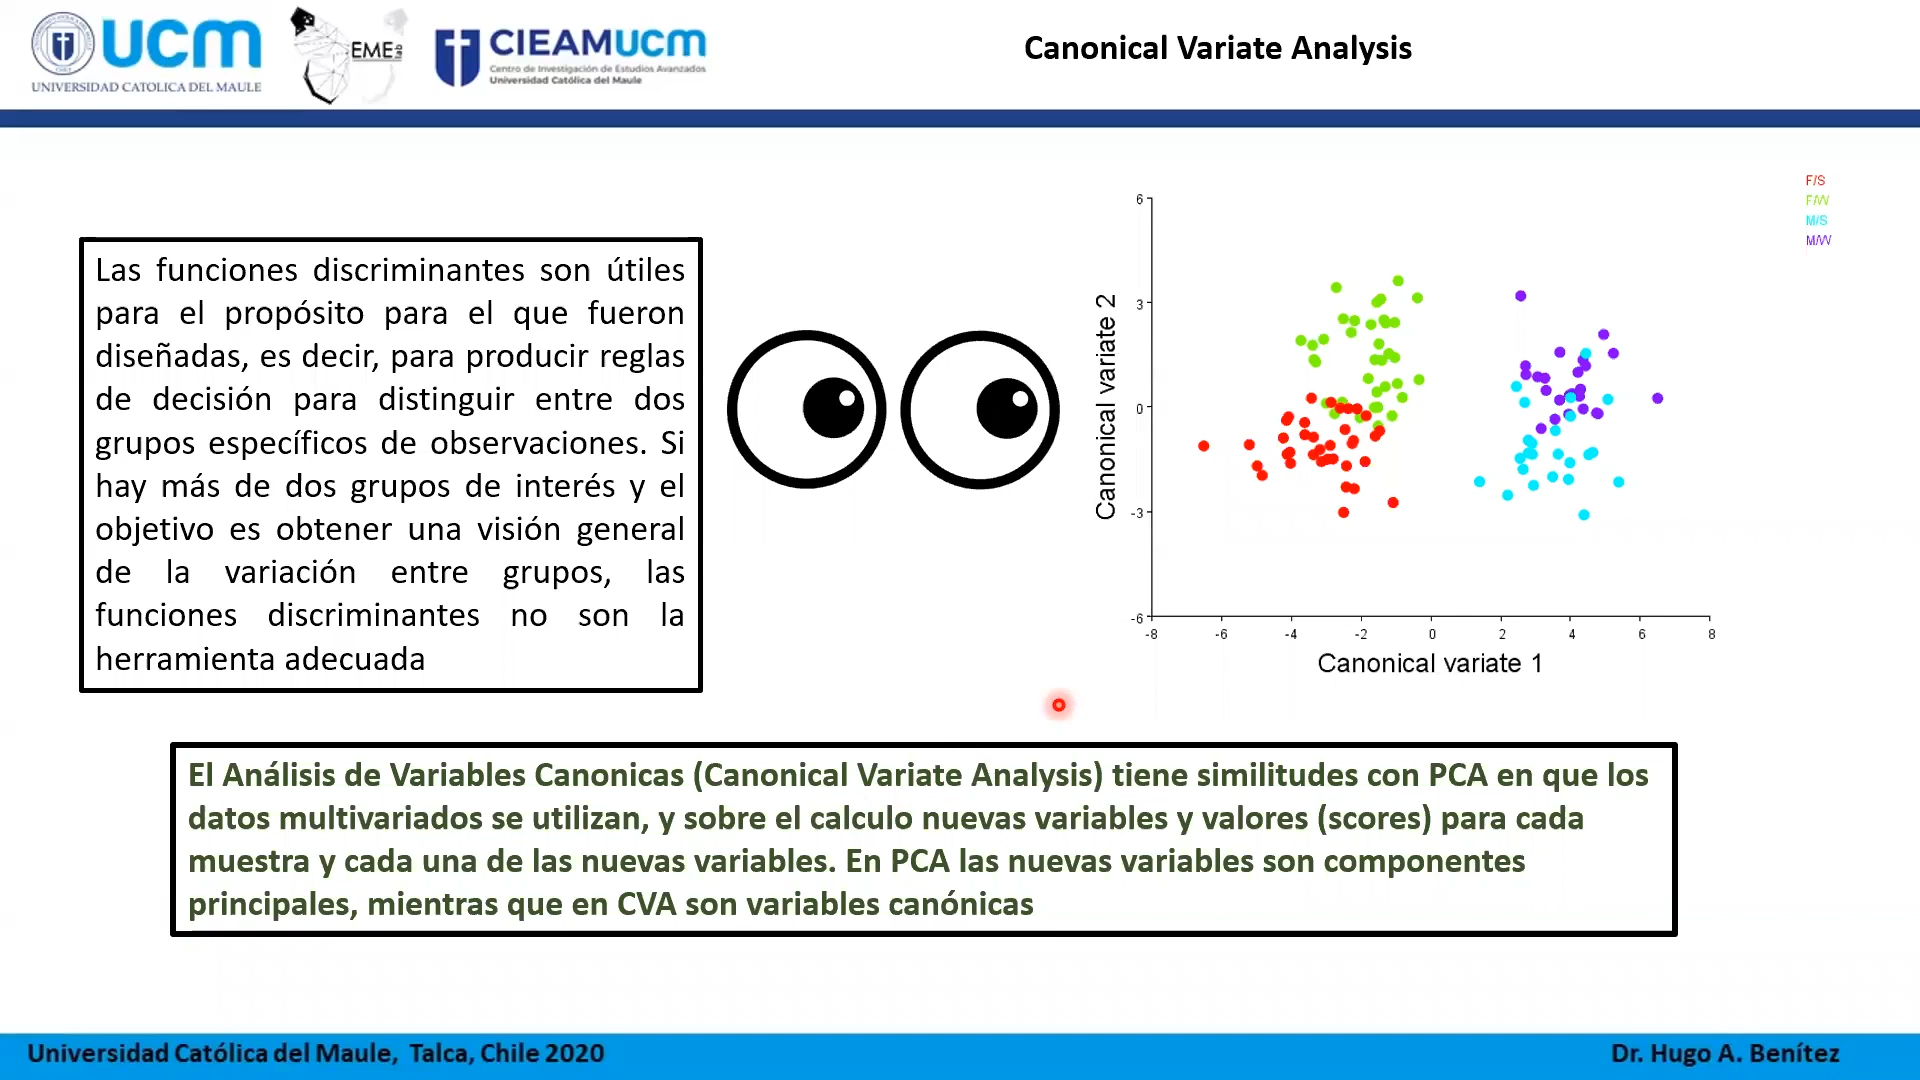 ucm
UNIVERSIDAD CATOLICA DEL MAULE
EMElab
CIEAMUCM
Centro de Investigación de Estudios Avanzados
Universidad Católica del Maule
Canonical Variate Analysis
Las funciones discriminantes son útiles
para el propósito para el que fueron
diseñadas, es decir, para producir reglas
de decisión para distinguir entre dos
grupos específicos de observaciones. Si
hay más de dos grupos de interés y el
objetivo es obtener una visión general
de la variación entre grupos, las
funciones discriminantes no son la
herramienta adecuada
F/S
F/W
M/S
M/W
Canonical variate 2
6
3
0
-3
-6
-8 -6 -4 -2 0 2 4 6 8
Canonical variate 1
El Análisis de Variables Canonicas (Canonical Variate Analysis) tiene similitudes con PCA en que los
datos multivariados se utilizan, y sobre el calculo nuevas variables y valores (scores) para cada
muestra y cada una de las nuevas variables. En PCA las nuevas variables son componentes
principales, mientras que en CVA son variables canónicas
Universidad Católica del Maule, Talca, Chile 2020
Dr. Hugo A. Benítez